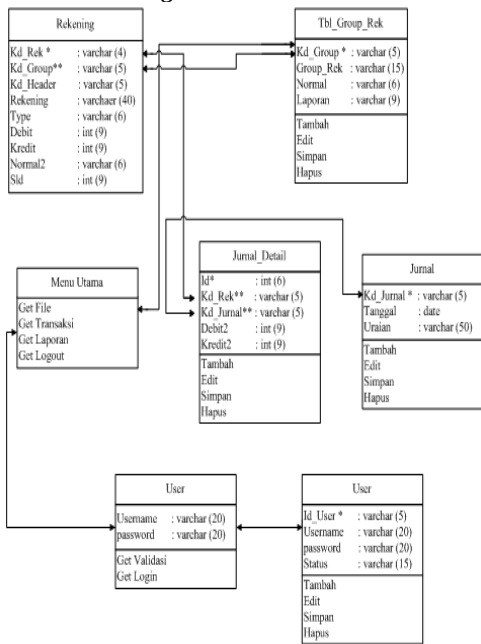 Rekening
Kd_Rek * : varchar (4)
Kd_Group** : varchar (5)
Kd_Header : varchar (5)
Rekening : varchaer (40)
Type : varchar (6)
Debit : int (9)
Kredit : int (9)
Normal2 : varchar (6)
Sld : int (9)
Tbl_Group_Rek
Kd_Group * : varchar (5)
Group_Rek : varchar (15)
Normal : varchar (6)
Laporan : varchar (9)
Tambah
Edit
Simpan
Hapus
Menu Utama
Get File
Get Transaksi
Get Laporan
Get Logout
Jurnal_Detail
Id* : int (6)
Kd_Rek** : varchar (5)
Kd_Jurnal** : varchar (5)
Debit2 : int (9)
Kredit2 : int (9)
Tambah
Edit
Simpan
Hapus
Jurnal
Kd_Jurnal * : varchar (5)
Tanggal : date
Uraian : varchar (50)
Tambah
Edit
Simpan
Hapus
User
Username : varchar (20)
password : varchar (20)
Get Validasi
Get Login
User
Id_User * : varchar (5)
Username : varchar (20)
password : varchar (20)
Status : varchar (15)
Tambah
Edit
Simpan
Hapus